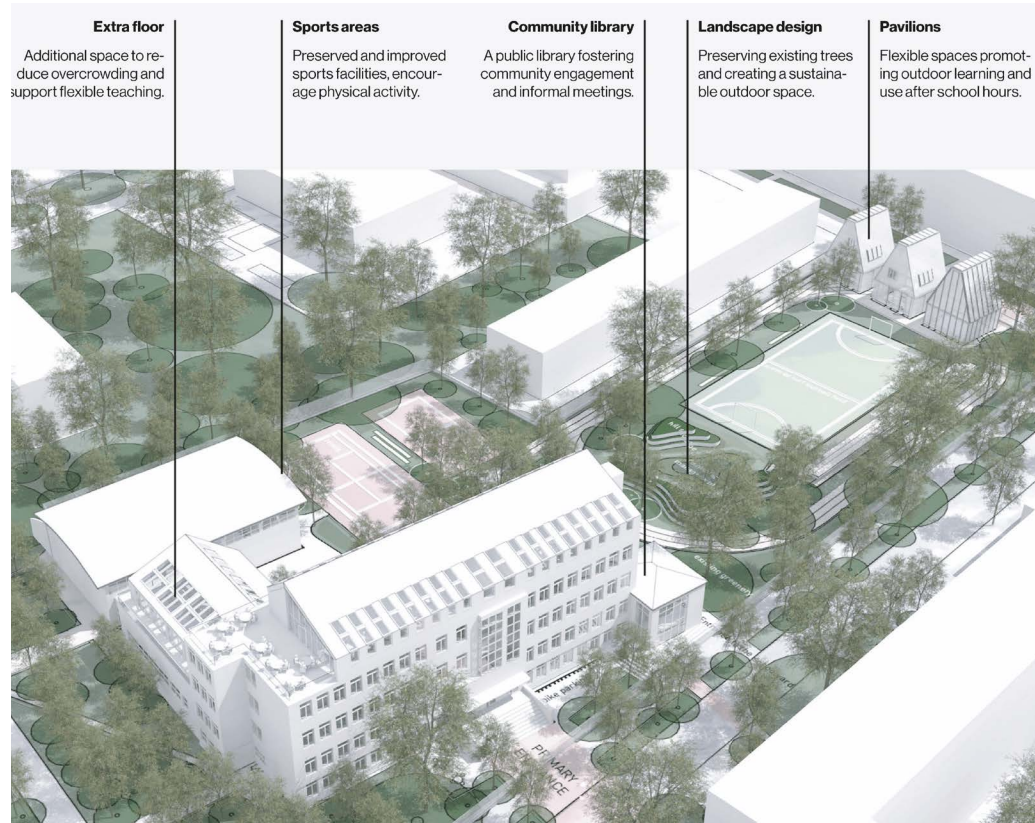 Extra floor
Additional space to re-
duce overcrowding and
support flexible teaching.
Sports areas
Preserved and improved
sports facilities, encour-
age physical activity.
Community library
A public library fostering
community engagement
and informal meetings.
Landscape design
Preserving existing trees
and creating a sustaina-
ble outdoor space.
Pavilions
Flexible spaces promot-
ing outdoor learning and
use after school hours.
PRIMARY